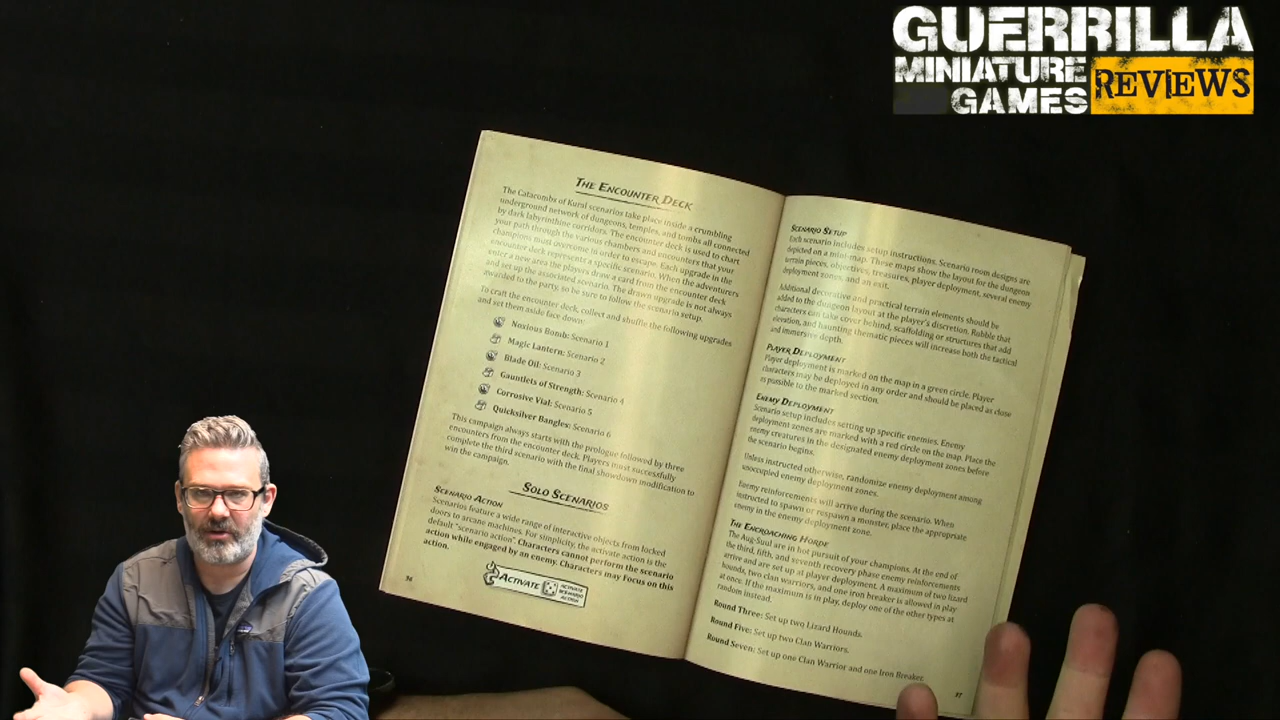 GUERRILLA
MINIATURE
GAMES
REVIEWS
THE ENCOUNTER DECK
The Catacombs of Kural scenarios take place inside a crumbling
underground network of dungeons, temples, and tombs all connected
by dark labyrinthine corridors. The encounter deck is used to chart
your path through the various chambers and encounters that your
champions must overcome in order to escape. Each upgrade in the
encounter deck represents a specific scenario. When the adventurers
enter a new area the players draw a card from the encounter deck
and set up the associated scenario. The drawn upgrade is not always
awarded to the party, so be sure to follow the scenario setup.
To craft the encounter deck, collect and shuffle the following upgrades
and set them aside face down:
Noxious Bomb: Scenario 1
Magic Lantern: Scenario 2
Blade Oil: Scenario 3
Gauntlets of Strength: Scenario 4
Corrosive Vial: Scenario 5
Quicksilver Bangles: Scenario 6
This campaign always starts with the prologue followed by three
encounters from the encounter deck. Players must successfully
complete the third scenario with the final showdown modification to
win the campaign.
SOLO SCENARIOS
SCENARIO ACTION
Scenarios feature a wide range of interactive objects from locked
doors to arcane machines. For simplicity, the activate action is the
default "scenario action". Characters cannot perform the scenario
action while engaged by an enemy. Characters may Focus on this
action.
ACTIVATE
ACTIVATE
SCENARIO
ACTION
36
SCENARIO SETUP
Each scenario includes setup instructions. Scenario room designs are
depicted on a mini-map. These maps show the layout for the dungeon
terrain pieces, objectives, treasures, player deployment, several enemy
deployment zones, and an exit.
Additional decorative and practical terrain elements should be
added to the dungeon layout at the player's discretion. Rubble that
characters can take cover behind, scaffolding or structures that add
elevation, and haunting thematic pieces will increase both the tactical
and immersive depth.
PLAYER DEPLOYMENT
Player deployment is marked on the map in a green circle. Player
characters may be deployed in any order and should be placed as close
as possible to the marked section.
ENEMY DEPLOYMENT
Scenario setup includes setting up specific enemies. Enemy
deployment zones are marked with a red circle on the map. Place the
enemy creatures in the designated enemy deployment zones before
the scenario begins.
Unless instructed otherwise, randomize enemy deployment among
unoccupied enemy deployment zones.
Enemy reinforcements will arrive during the scenario. When
instructed to spawn or respawn a monster, place the appropriate
enemy in the enemy deployment zone.
THE ENCROACHING HORDE
The Aug-Suul are in hot pursuit of your champions. At the end of
the third, fifth, and seventh recovery phase enemy reinforcements
arrive and are set up at player deployment. A maximum of two lizard
hounds, two clan warriors, and one iron breaker is allowed in play
at once. If the maximum is in play, deploy one of the other types at
random instead.
Round Three: Set up two Lizard Hounds.
Round Five: Set up two Clan Warriors.
Round Seven: Set up one Clan Warrior and one Iron Breaker.
37